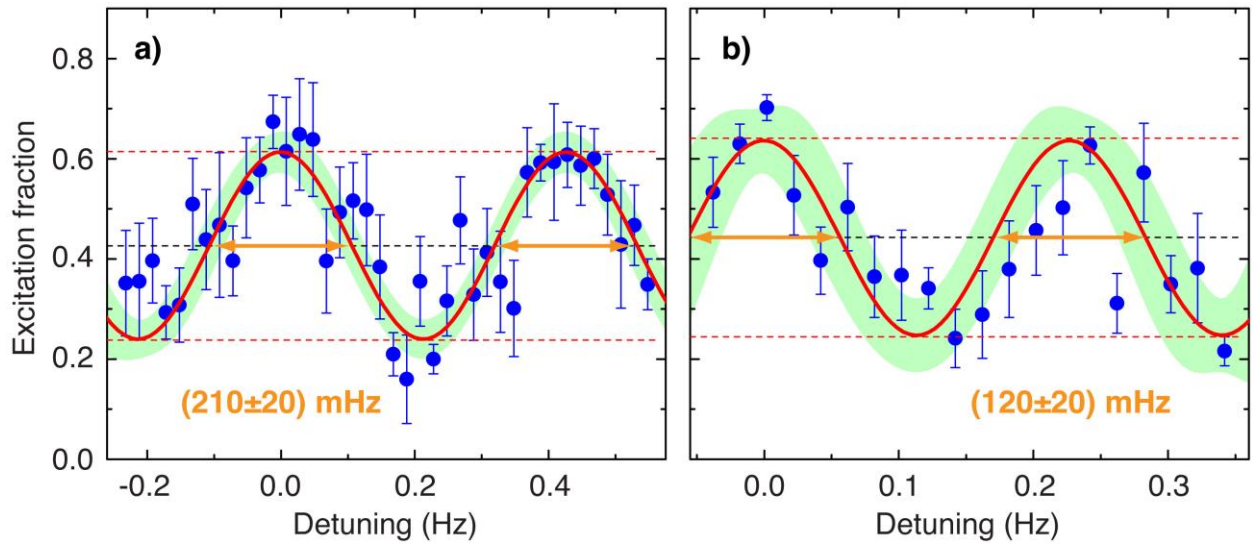 a)
b)
Excitation fraction
0.8
0.6
0.4
0.2
0.0
(210±20) mHz
(120±20) mHz
-0.2
0.0
0.2
0.4
0.0
0.1
0.2
0.3
Detuning (Hz)
Detuning (Hz)